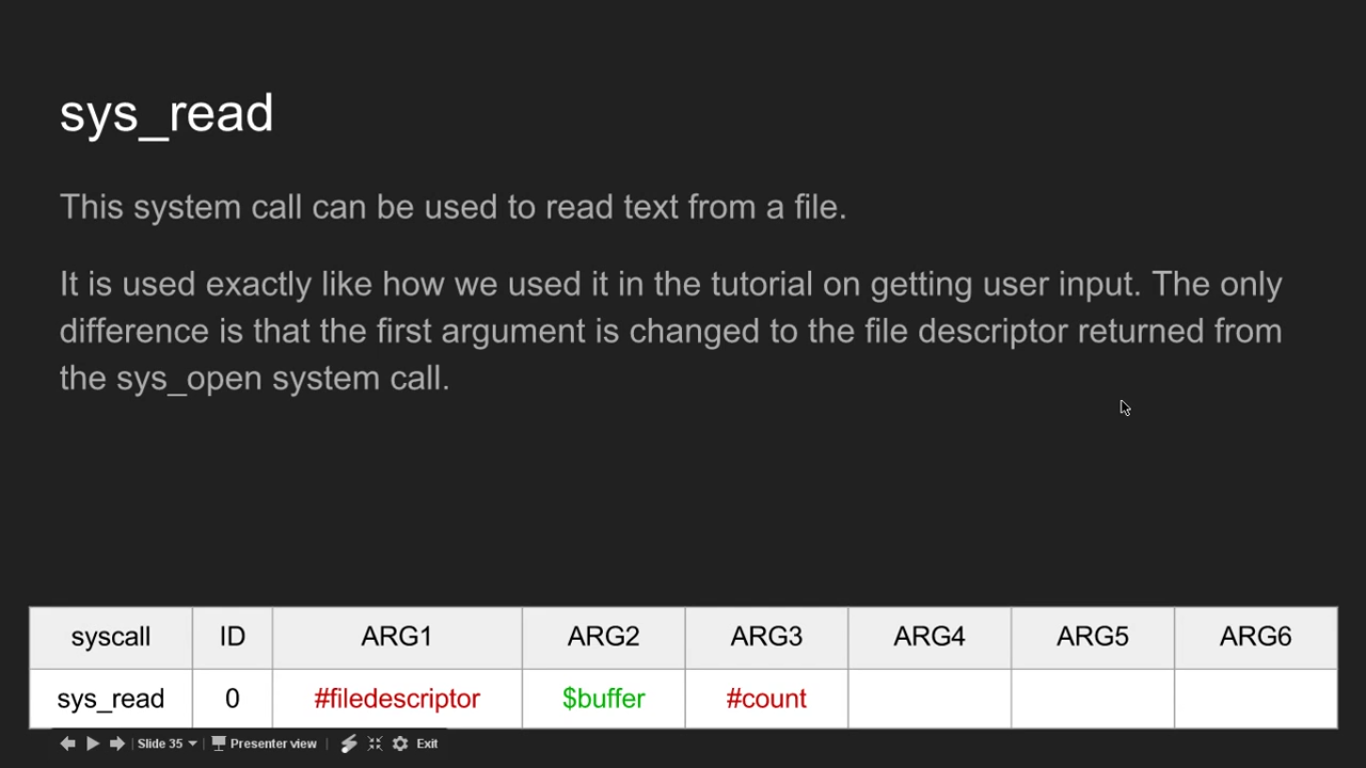 sys_read
This system call can be used to read text from a file.
It is used exactly like how we used it in the tutorial on getting user input. The only
difference is that the first argument is changed to the file descriptor returned from
the sys_open system call.
syscall ID ARG1 ARG2 ARG3 ARG4 ARG5 ARG6
sys_read 0 #filedescriptor $buffer #count
Slide 35 Presenter view Exit